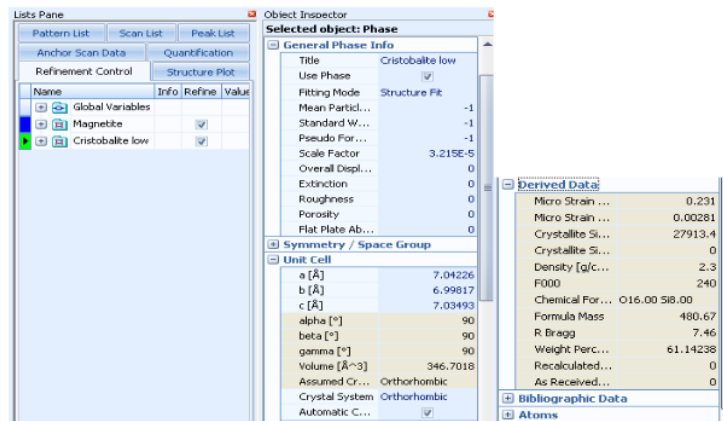 Lists Pane
Pattern List Scan List Peak List
Anchor Scan Data Quantification
Refinement Control Structure Plot
Name Info Refine Value
Global Variables
Magnetite
Cristobalite low
Object Inspector
Selected object: Phase
General Phase Info
Title Cristobalite low
Use Phase
Fitting Mode Structure Fit
Mean Particl... -1
Standard W... -1
Pseudo For... -1
Scale Factor 3.215E-5
Overall Displ... 0
Extinction 0
Roughness 0
Porosity 0
Flat Plate Ab... 0
Symmetry / Space Group
Unit Cell
a [Å] 7.04226
b [Å] 6.99817
c [Å] 7.03493
alpha [°] 90
beta [°] 90
gamma [°] 90
Volume [Å^3] 346.7018
Assumed Cr... Orthorhombic
Crystal System Orthorhombic
Automatic C...
Derived Data
Micro Strain ... 0.231
Micro Strain ... 0.00281
Crystallite Si... 27913.4
Crystallite Si... 0
Density [g/c... 2.3
F000 240
Chemical For... O16.00 Si8.00
Formula Mass 480.67
R Bragg 7.46
Weight Perc... 61.14238
Recalculated... 0
As Received... 0
Bibliographic Data
Atoms